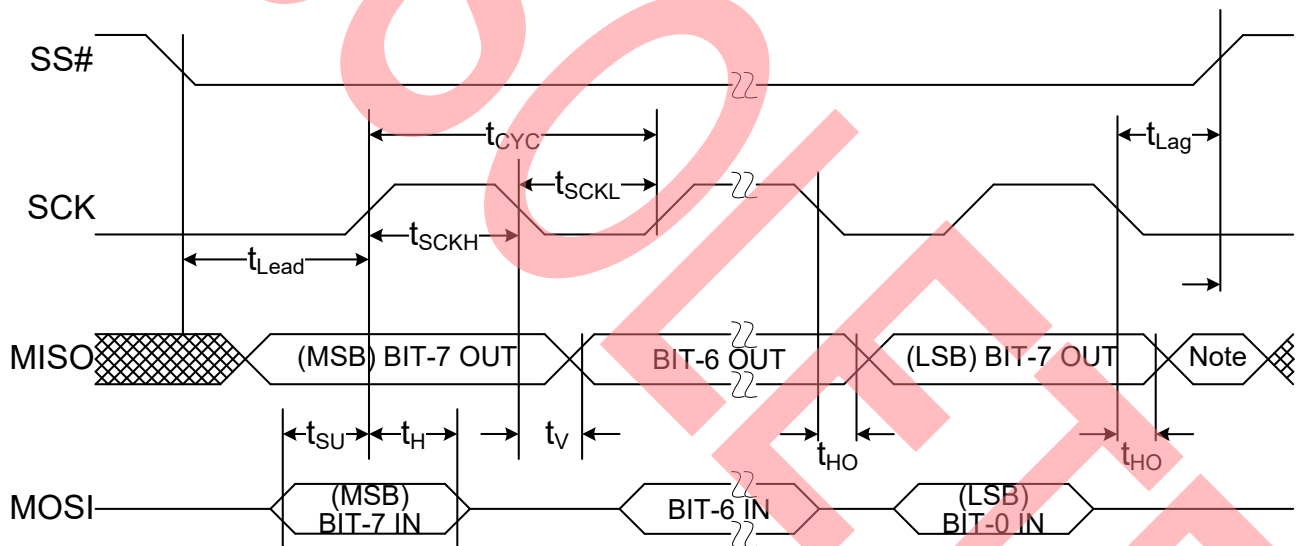 SS#
tCYC
tLag
tSCKL
SCK
tSCKH
tLead
MISO
(MSB) BIT-7 OUT
BIT-6 OUT
(LSB) BIT-7 OUT
Note
tSU
tH
tV
tHO
tHO
MOSI
(MSB)
BIT-7 IN
BIT-6 IN
(LSB)
BIT-0 IN
SOLET